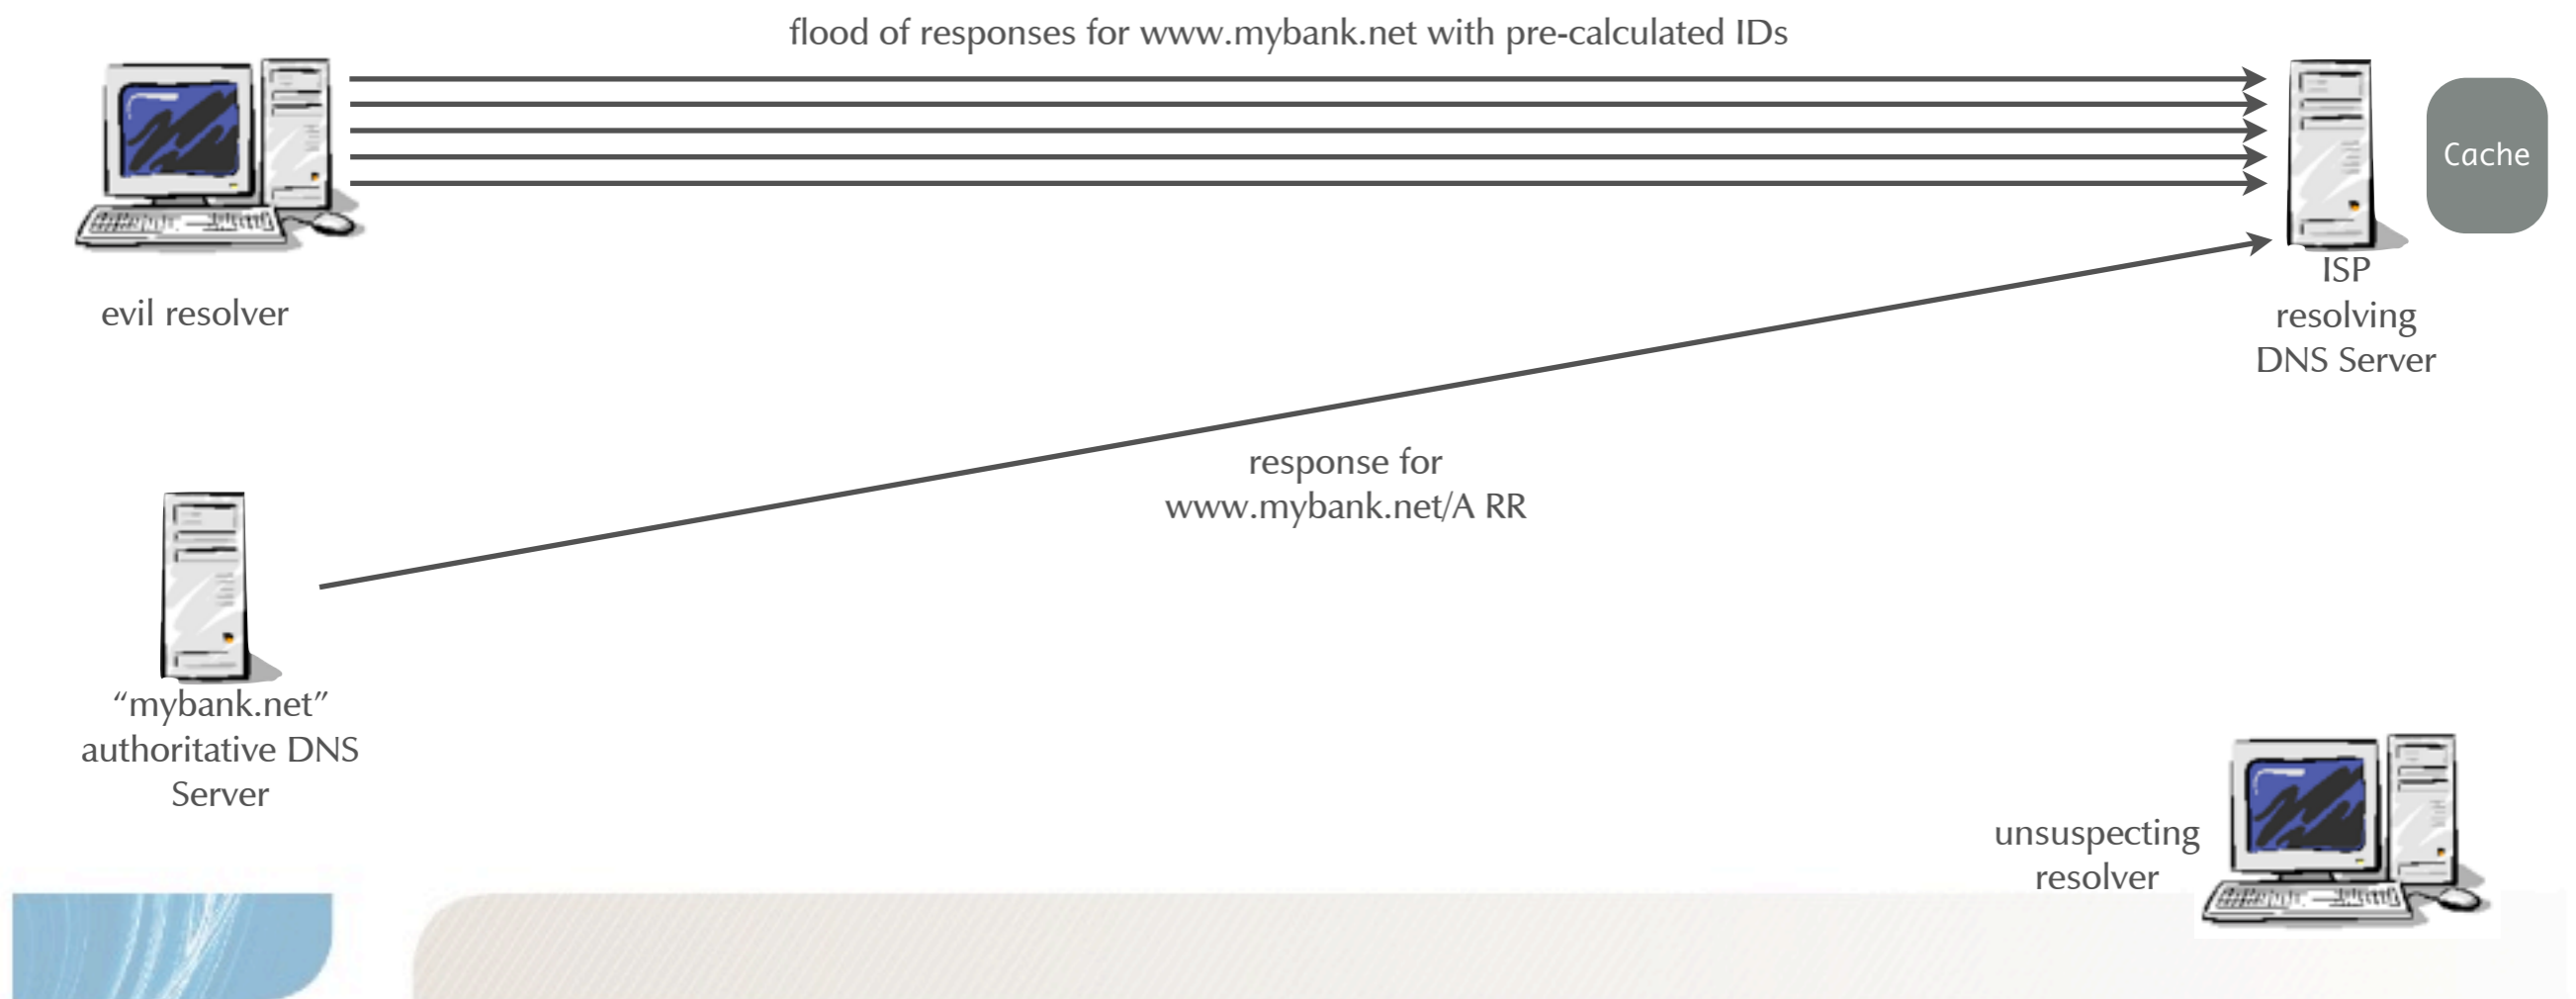 flood of responses for www.mybank.net with pre-calculated IDs
Cache
evil resolver
ISP
resolving
DNS Server
response for
www.mybank.net/A RR
“mybank.net”
authoritative DNS
Server
unsuspecting
resolver